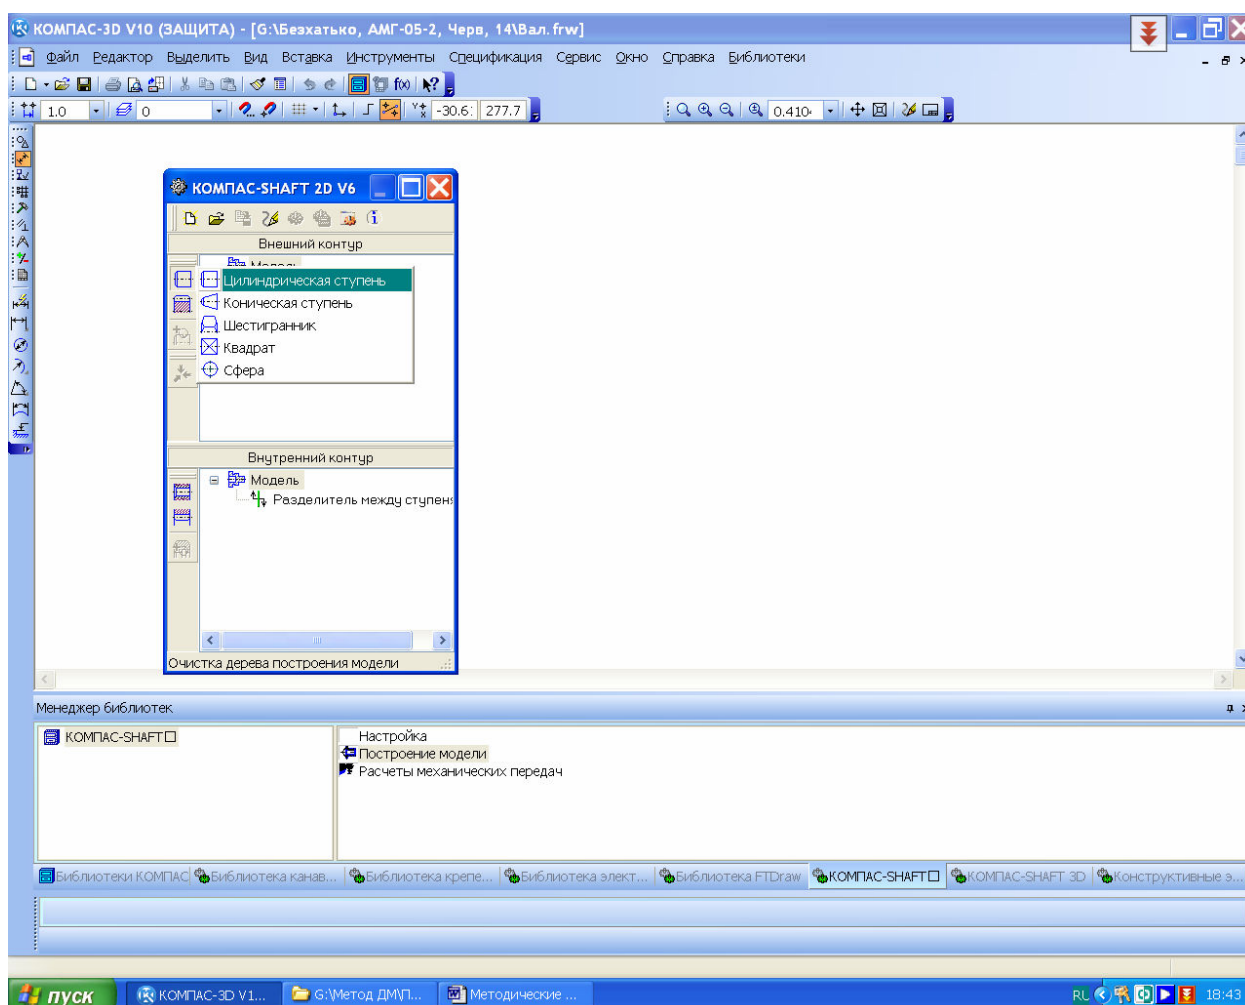 КОМПАС-3D V10 (ЗАЩИТА) - [G:\Безхатько, АМГ-05-2, Черв, 14\Вал.frw]
Файл Редактор Выделить Вид Вставка Инструменты Спецификация Сервис Окно Справка Библиотеки
f(x)
1.0 0 -30.6 277.7 0.410
КОМПАС-SHAFT 2D V6
Внешний контур
Модель
Цилиндрическая ступень
Коническая ступень
Шестигранник
Квадрат
Сфера
Внутренний контур
Модель
Разделитель между ступеня
Очистка дерева построения модели
Менеджер библиотек
КОМПАС-SHAFT
Настройка
Построение модели
Расчеты механических передач
Библиотеки КОМПАС Библиотека канав... Библиотека крепе... Библиотека элект... Библиотека FTDraw КОМПАС-SHAFT КОМПАС-SHAFT 3D Конструктивные э...
пуск КОМПАС-3D V1... G:\Метод ДМ\П... Методические ... RU 18:43